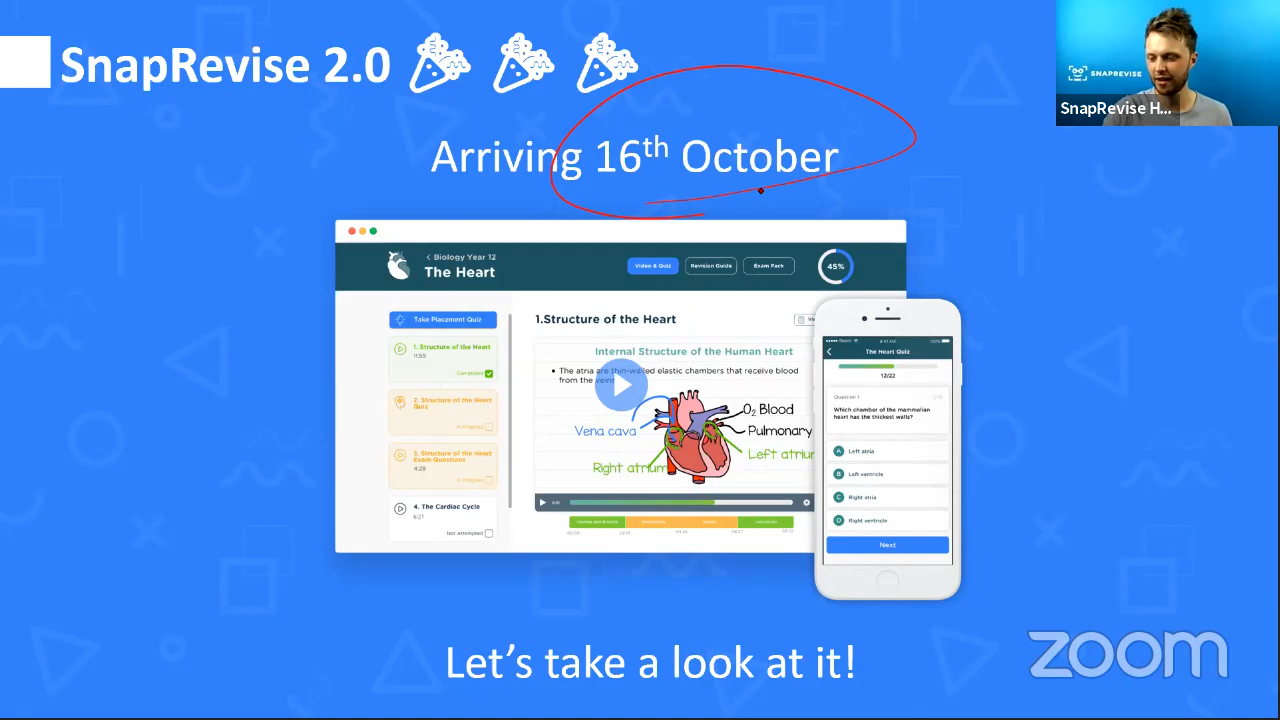 SnapRevise 2.0
SNAPREVISE
SnapRevise H...
Arriving 16th October
< Biology Year 12
The Heart
Video & Quiz
Revision Guide
Exam Pack
45%
Take Placement Quiz
1. Structure of the Heart
11:59
Completed
2. Structure of the Heart
Quiz
In Progress
3. Structure of the Heart
Exam Questions
4:28
In Progress
4. The Cardiac Cycle
6:21
Not Attempted
1.Structure of the Heart
Internal Structure of the Human Heart
• The atria are thin-walled elastic chambers that receive blood
from the veins
O2 Blood
Vena cava
Pulmonary
Left atrium
Right atrium
9:41 AM
100%
The Heart Quiz
12/22
Question 1
Which chamber of the mammalian
heart has the thickest walls?
A Left atria
B Left ventricle
C Right atria
D Right ventricle
Next
Let's take a look at it!
zoom